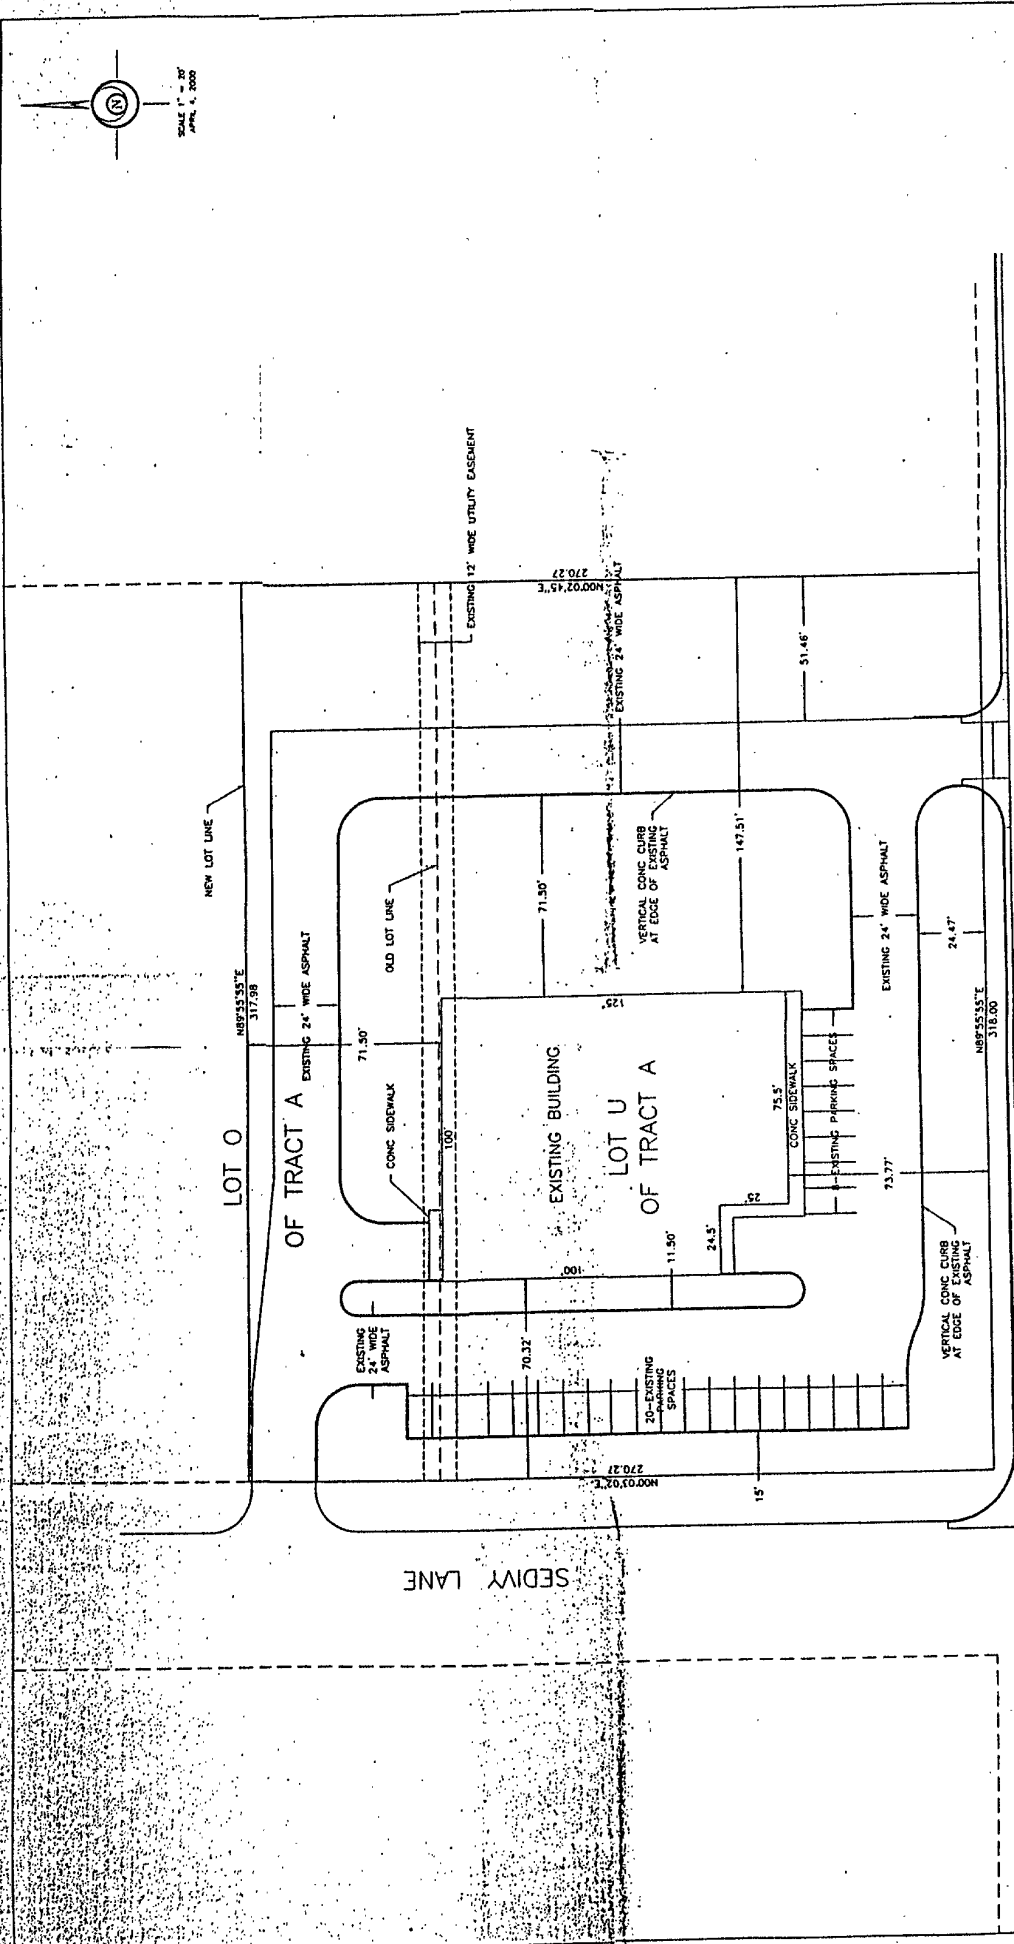 N
SCALE 1" = 20'
APRIL 4, 2000
NEW LOT LINE
N89°55'55"E
317.98
LOT O
OF TRACT A
EXISTING 24' WIDE ASPHALT
71.50'
OLD LOT LINE
CONC SIDEWALK
EXISTING 12' WIDE UTILITY EASEMENT
N00°02'45"E
270.27
EXISTING 24' WIDE ASPHALT
71.50'
VERTICAL CONC CURB
AT EDGE OF EXISTING
ASPHALT
147.51'
51.46'
100'
125'
EXISTING BUILDING
LOT U
OF TRACT A
75.5'
CONC SIDEWALK
25'
24.5'
11.50'
100'
8-EXISTING PARKING SPACES
EXISTING 24' WIDE ASPHALT
24.47'
73.77'
N89°55'55"E
318.00
VERTICAL CONC CURB
AT EDGE OF EXISTING
ASPHALT
EXISTING
24' WIDE
ASPHALT
70.32'
20-EXISTING
PARKING
SPACES
N00°03'02"E
270.27
15'
SEDIVY LANE